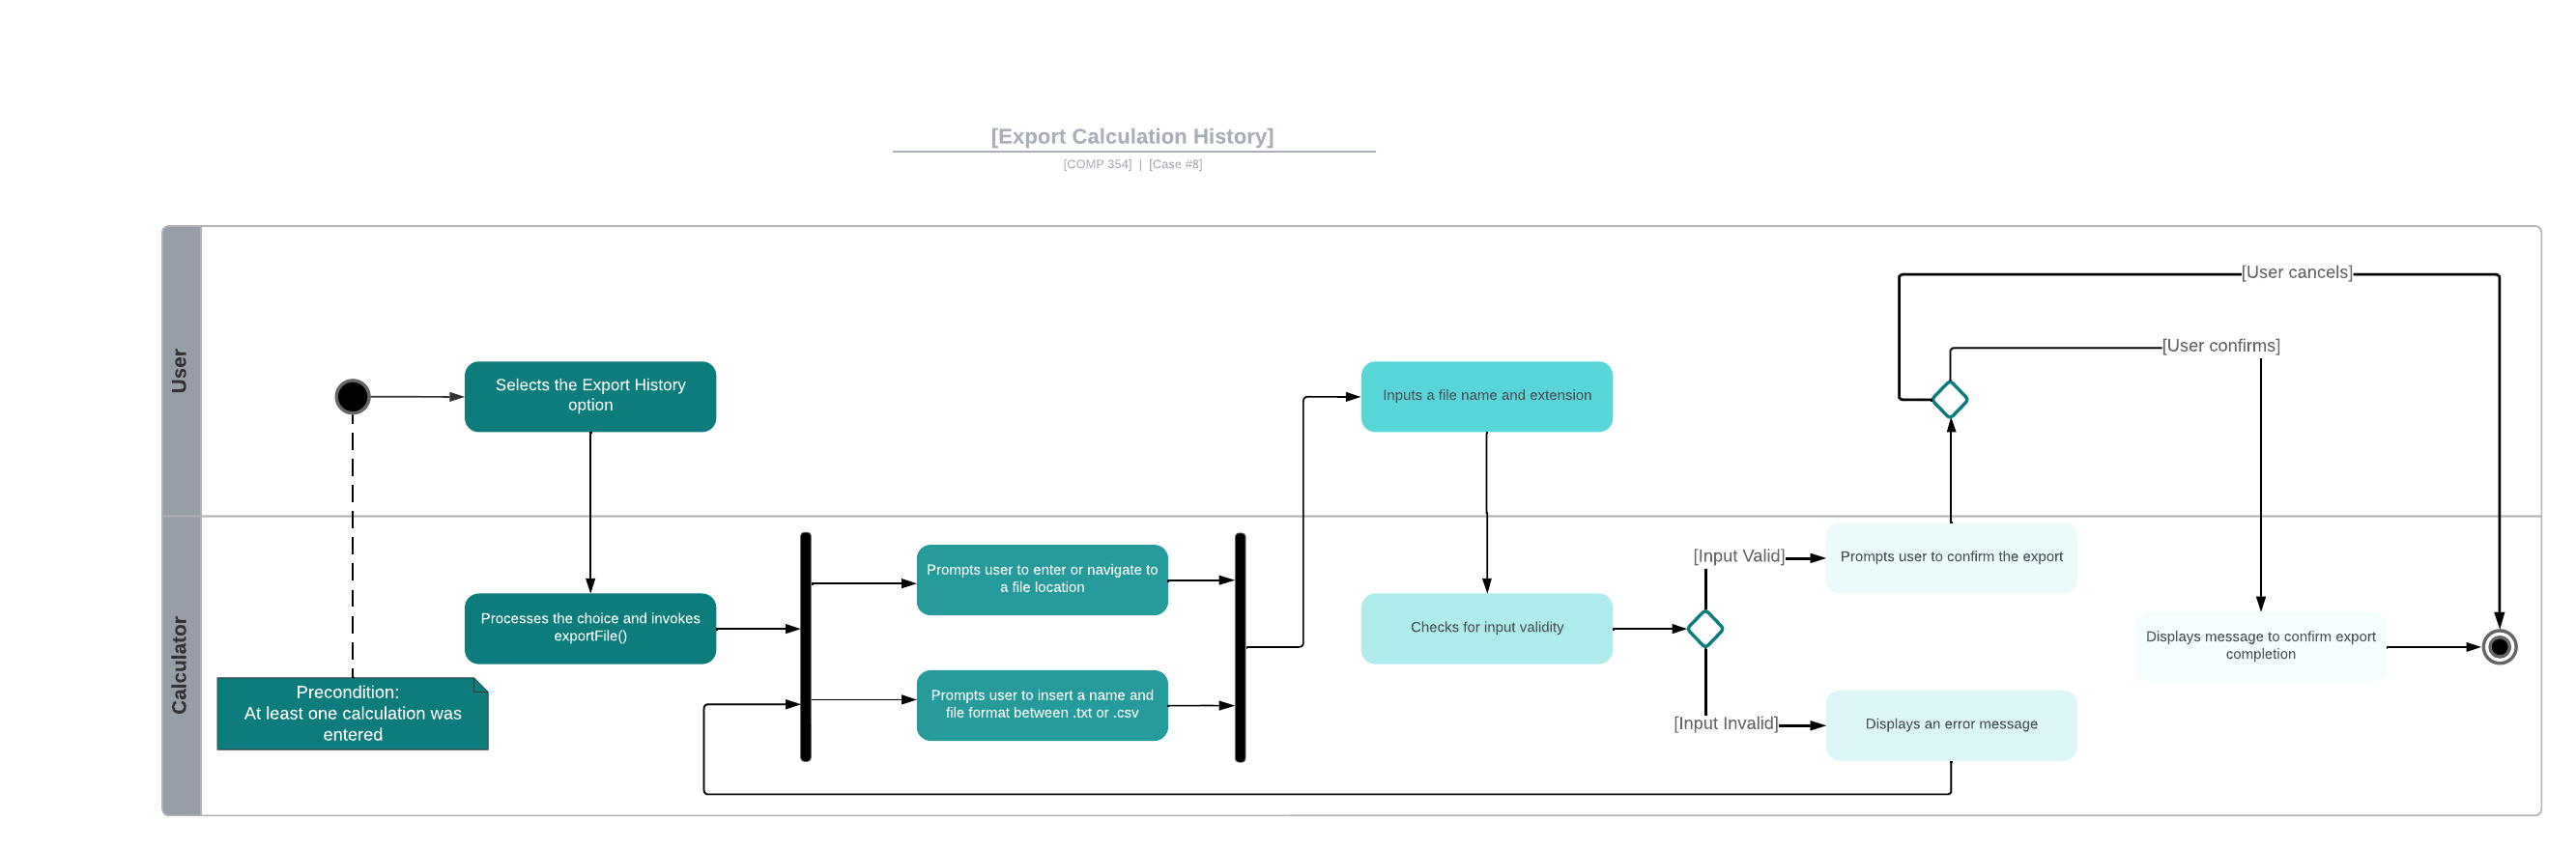 [Export Calculation History]
[COMP 354] | [Case #8]
User
[User cancels]
[User confirms]
Selects the Export History
option
Inputs a file name and extension
Calculator
Processes the choice and invokes
exportFile()
Prompts user to enter or navigate to
a file location
Prompts user to insert a name and
file format between .txt or .csv
Checks for input validity
[Input Valid]
Prompts user to confirm the export
[Input Invalid]
Displays an error message
Displays message to confirm export
completion
Precondition:
At least one calculation was
entered